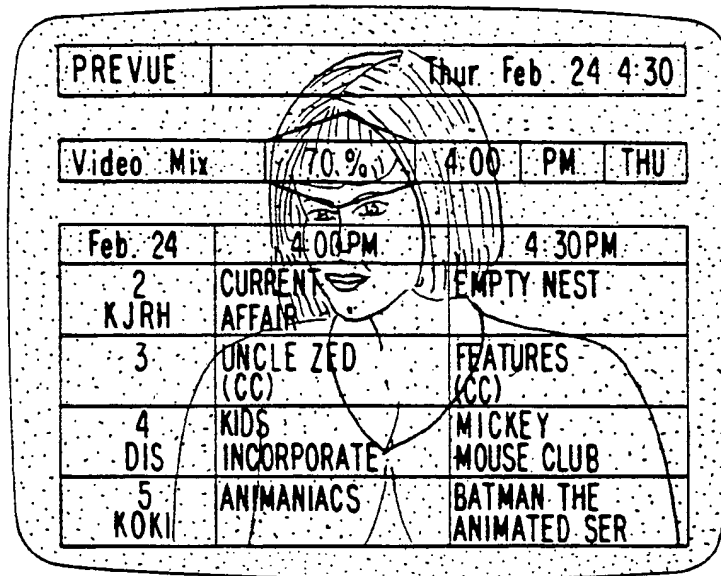 PREVUE Thur Feb. 24 4:30
Video Mix 70.% 4:00 PM THU
Feb. 24 4:00PM 4:30PM
2 CURRENT EMPTY NEST
KJRH AFFAIR
3 UNCLE ZED FEATURES
(CC) (CC)
4 KIDS MICKEY
DIS INCORPORATE MOUSE CLUB
5 ANIMANIACS BATMAN THE
KOKI ANIMATED SER